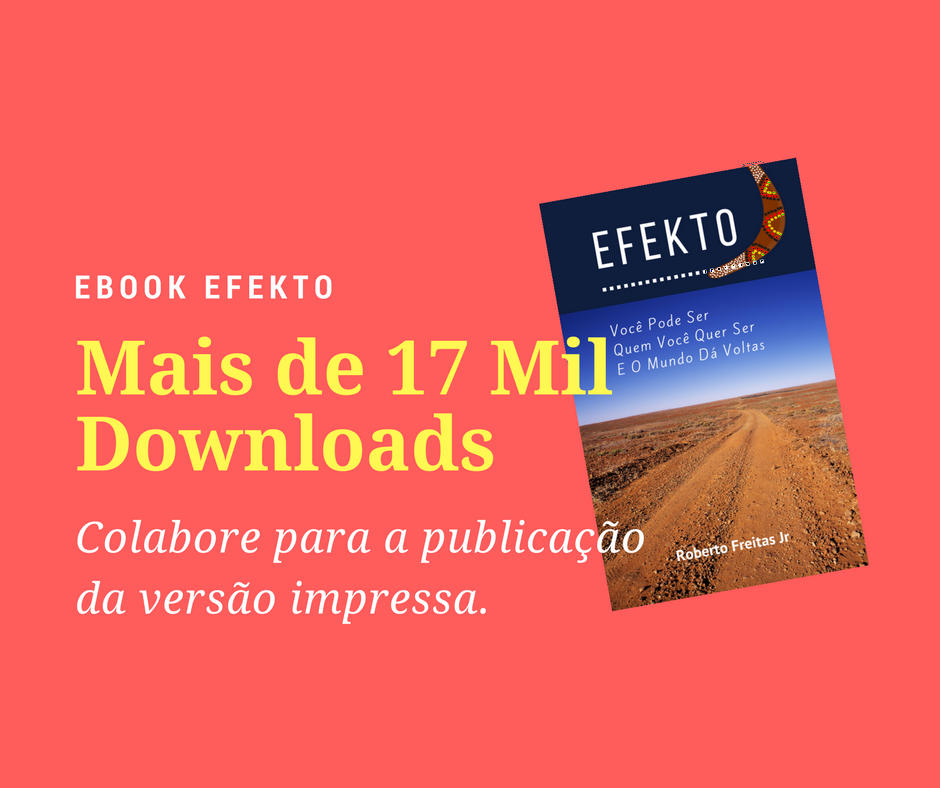 EBOOK EFEKTO
Mais de 17 Mil
Downloads
Colabore para a publicação
da versão impressa.
EFEKTO
Você Pode Ser
Quem Você Quer Ser
E O Mundo Dá Voltas
Roberto Freitas Jr